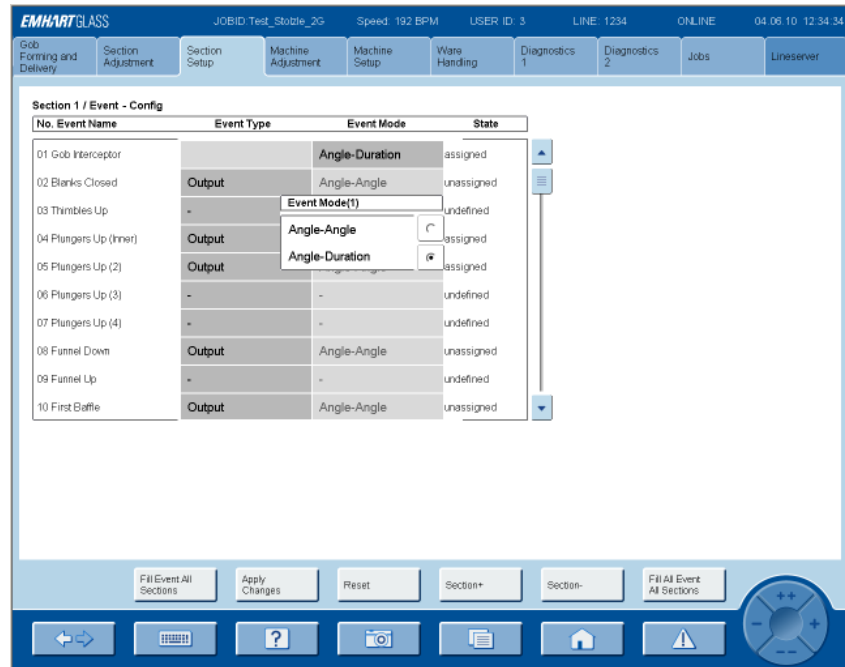 EMHARTGLASS JOBID:Test_Stolzle_2G Speed: 192 BPM USER ID: 3 LINE: 1234 ONLINE 04.06.10 12:34:34
Gob Forming and Delivery
Section Adjustment
Section Setup
Machine Adjustment
Machine Setup
Ware Handling
Diagnostics 1
Diagnostics 2
Jobs
Lineserver
Section 1 / Event - Config
No. Event Name Event Type Event Mode State
01 Gob Interceptor Angle-Duration assigned
02 Blanks Closed Output Angle-Angle unassigned
03 Thimbles Up - undefined
04 Plungers Up (Inner) Output assigned
05 Plungers Up (2) Output assigned
06 Plungers Up (3) - - undefined
07 Plungers Up (4) - - undefined
08 Funnel Down Output Angle-Angle unassigned
09 Funnel Up - - undefined
10 First Baffle Output Angle-Angle unassigned
Event Mode(1)
Angle-Angle
Angle-Duration
Fill Event All Sections
Apply Changes
Reset
Section+
Section-
Fill All Event All Sections
?
++
- +
--